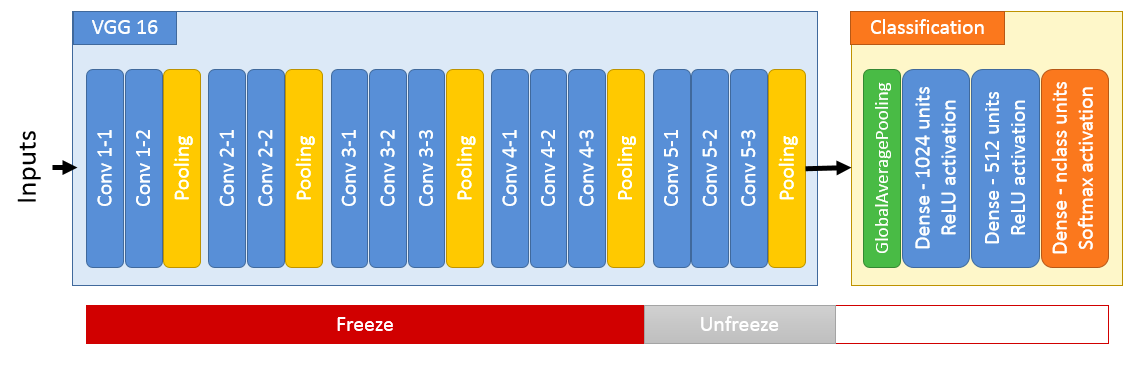 VGG 16
Classification
Inputs
Conv 1-1
Conv 1-2
Pooling
Conv 2-1
Conv 2-2
Pooling
Conv 3-1
Conv 3-2
Conv 3-3
Pooling
Conv 4-1
Conv 4-2
Conv 4-3
Pooling
Conv 5-1
Conv 5-2
Conv 5-3
Pooling
GlobalAveragePooling
Dense - 1024 units
ReLU activation
Dense - 512 units
ReLU activation
Dense - nclass units
Softmax activation
Freeze
Unfreeze